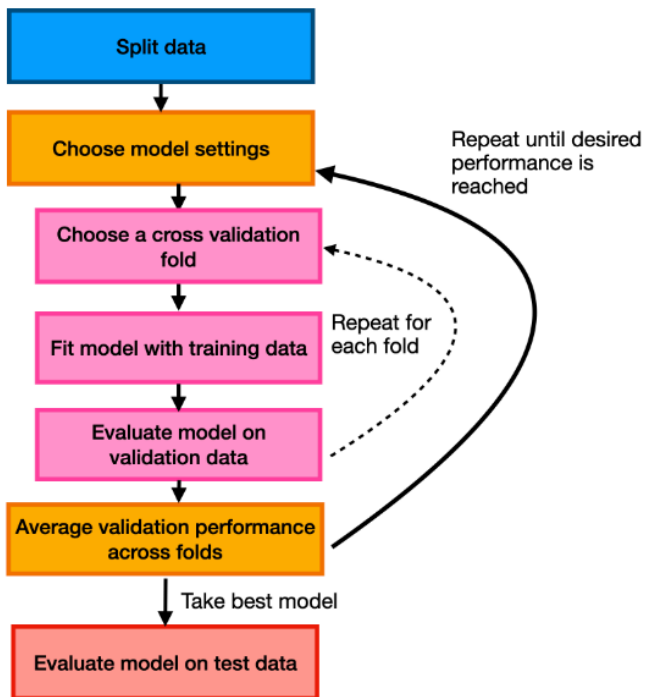 Split data
Choose model settings
Repeat until desired
performance is
reached
Choose a cross validation
fold
Repeat for
each fold
Fit model with training data
Evaluate model on
validation data
Average validation performance
across folds
Take best model
Evaluate model on test data